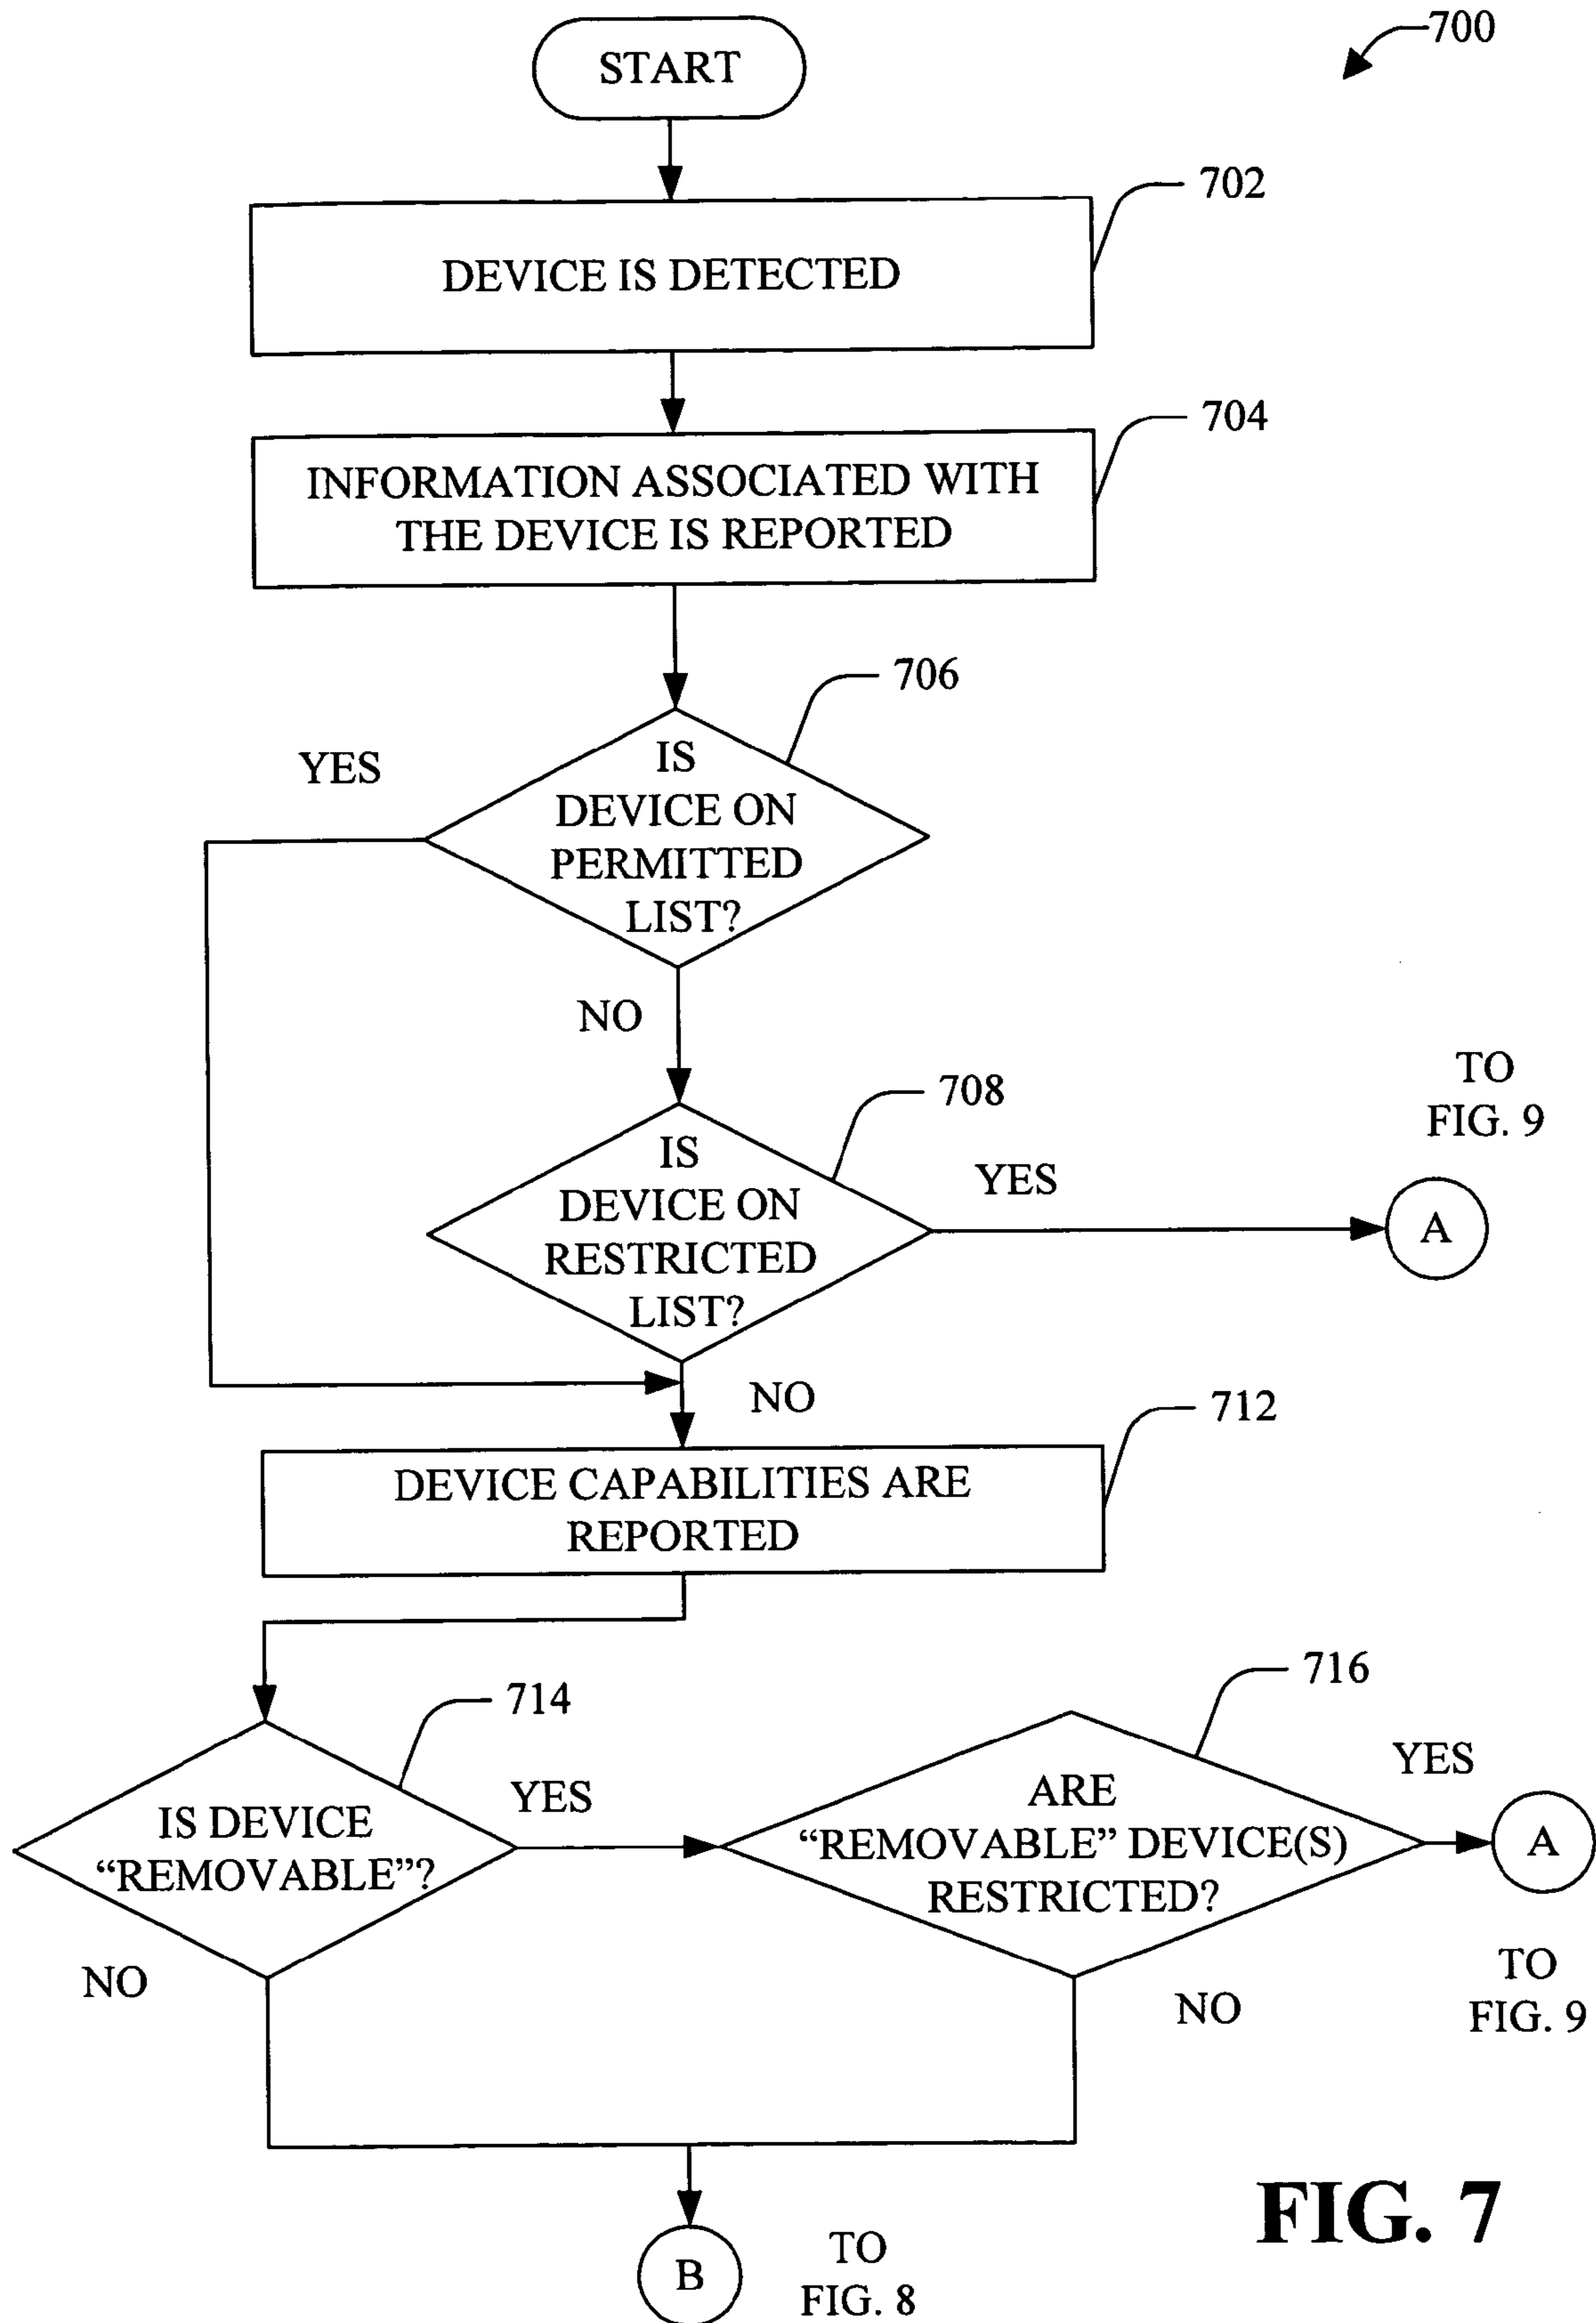 700
START
702
DEVICE IS DETECTED
704
INFORMATION ASSOCIATED WITH
THE DEVICE IS REPORTED
706
YES
IS
DEVICE ON
PERMITTED
LIST?
NO
708
TO
FIG. 9
IS
DEVICE ON
RESTRICTED
LIST?
YES
A
NO
712
DEVICE CAPABILITIES ARE
REPORTED
714
716
IS DEVICE
“REMOVABLE”?
YES
ARE
“REMOVABLE” DEVICE(S)
RESTRICTED?
YES
A
NO
NO
TO
FIG. 9
B
TO
FIG. 8
FIG. 7